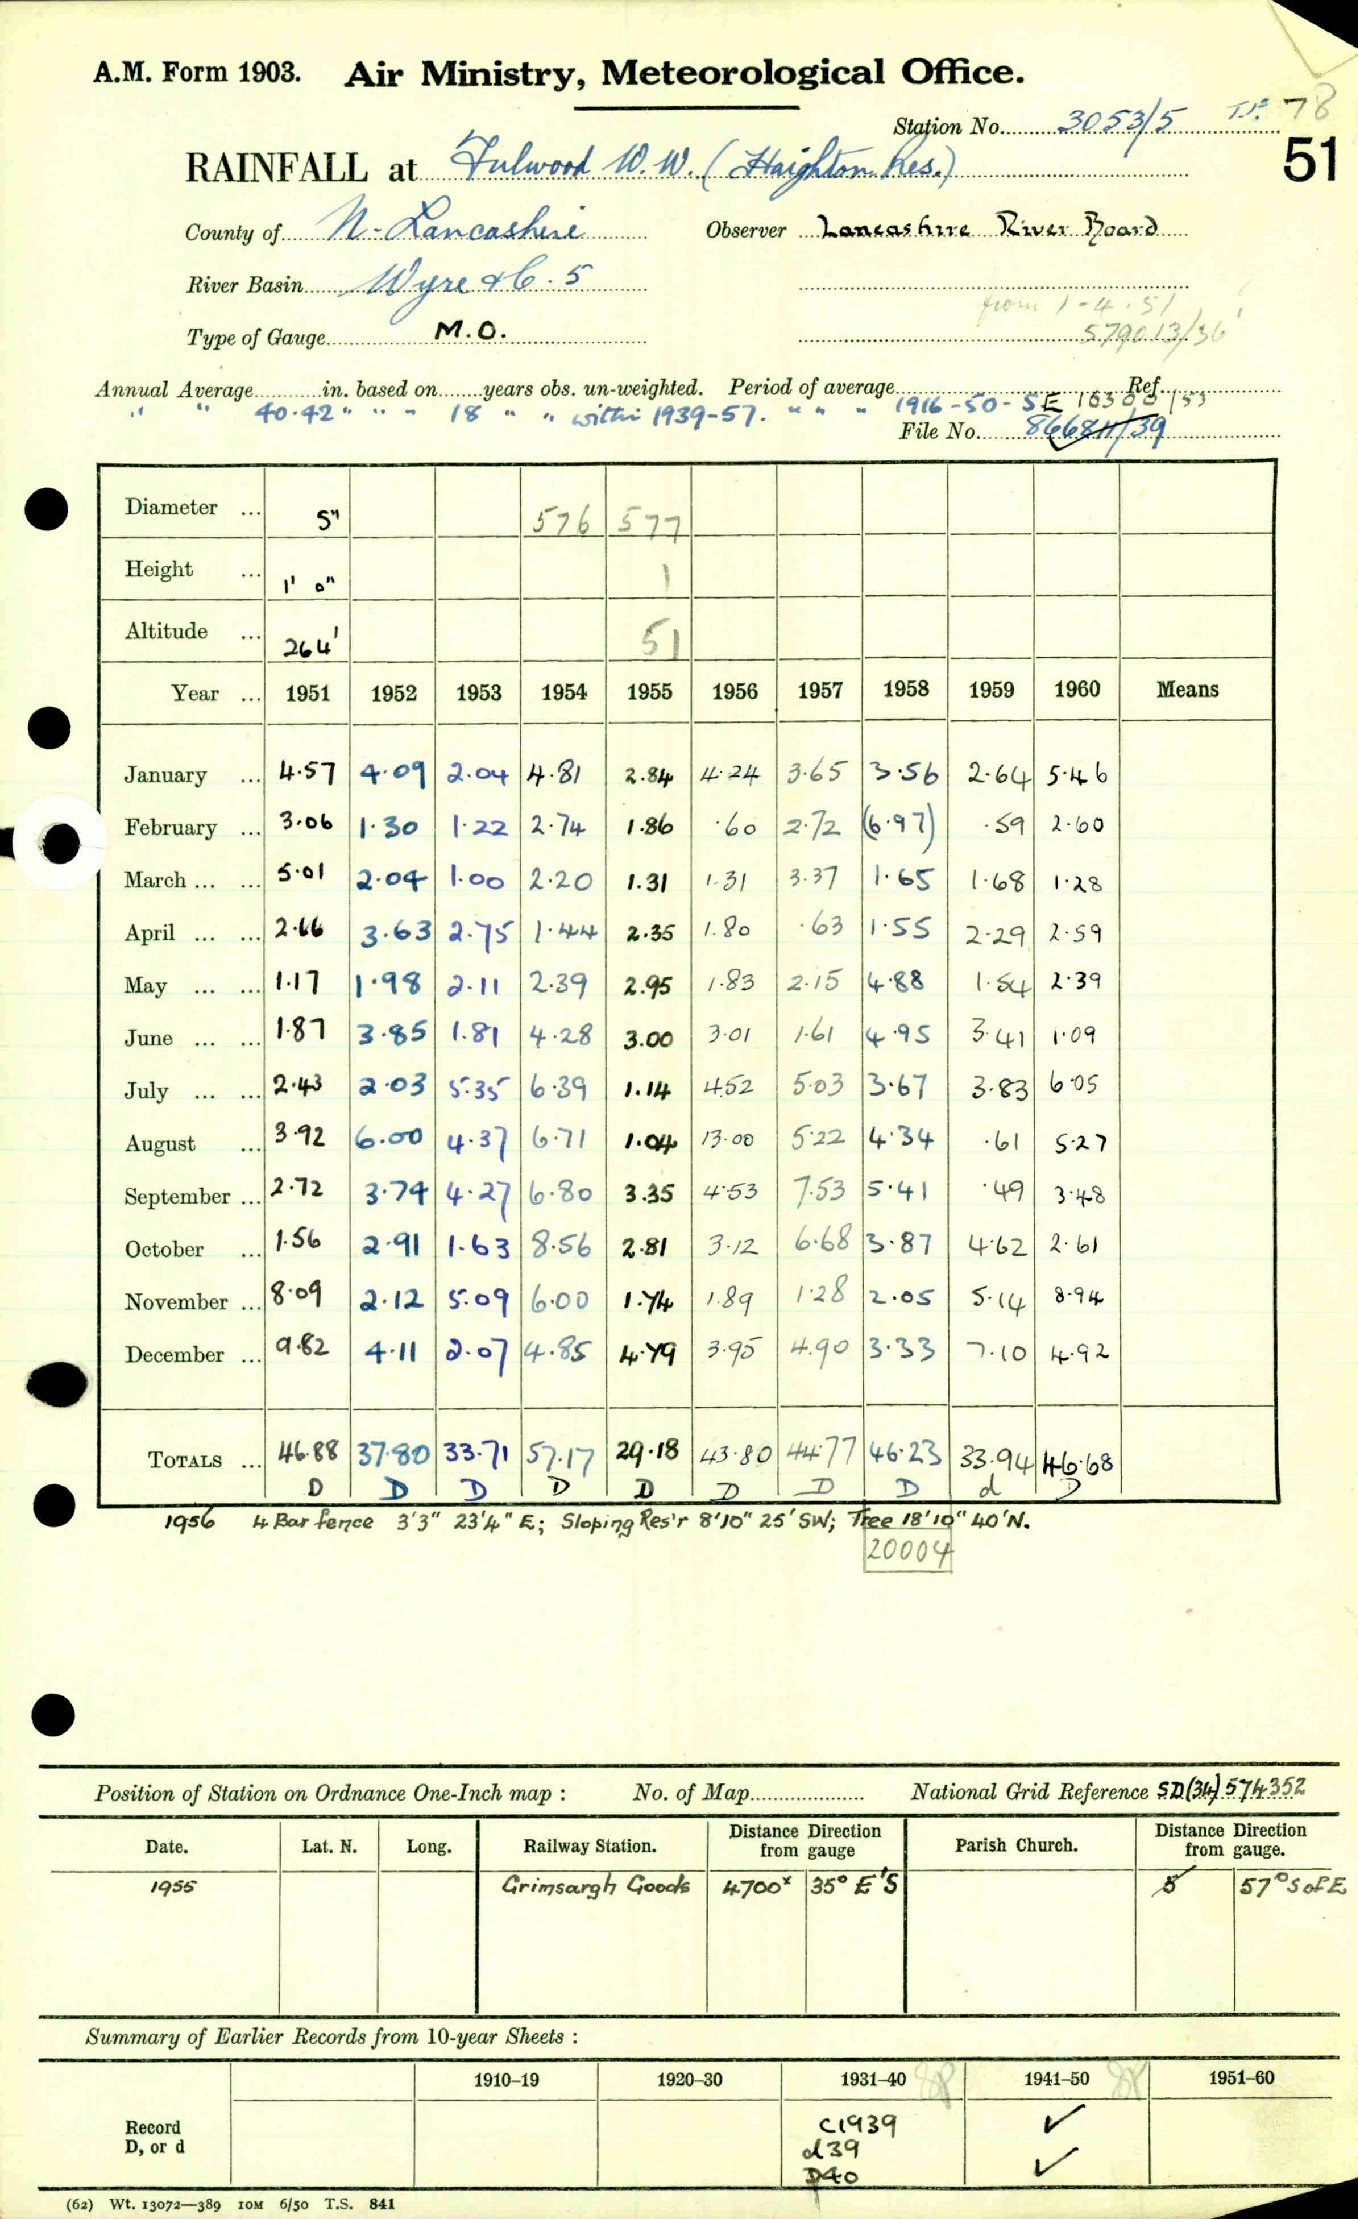 A.M. Form 1903. Air Ministry, Meteorological Office.
Station No. 3053/5 78
51
RAINFALL at Fulwood W.W. (Haighton Res.)
County of N. Lancashire Observer Lancashire River Board
River Basin Wyre &c. 5
from 1-4-51
Type of Gauge M.O. 579013/36
Annual Average in. based on years obs. un-weighted. Period of average Ref.
" " 40.42 " " " 18 " " within 1939-57. " " " 1916-50 - 5E 10300/53
File No. 866811/39
Diameter ... 5" 576 577
Height ... 1' 0" 1
Altitude ... 264' 51
Year ... 1951 1952 1953 1954 1955 1956 1957 1958 1959 1960 Means
January ... 4.57 4.09 2.04 4.81 2.84 4.24 3.65 3.56 2.64 5.46
February ... 3.06 1.30 1.22 2.74 1.86 .60 2.72 (6.97) .59 2.60
March ... ... 5.01 2.04 1.00 2.20 1.31 1.31 3.37 1.65 1.68 1.28
April ... ... 2.66 3.63 2.75 1.44 2.35 1.80 .63 1.55 2.29 2.59
May ... ... 1.17 1.98 2.11 2.39 2.95 1.83 2.15 4.88 1.54 2.39
June ... ... 1.87 3.85 1.81 4.28 3.00 3.01 1.61 4.95 3.41 1.09
July ... ... 2.43 2.03 5.35 6.39 1.14 4.52 5.03 3.67 3.83 6.05
August ... 3.92 6.00 4.37 6.71 1.04 13.00 5.22 4.34 .61 5.27
September ... 2.72 3.74 4.27 6.80 3.35 4.53 7.53 5.41 .49 3.48
October ... 1.56 2.91 1.63 8.56 2.81 3.12 6.68 3.87 4.62 2.61
November ... 8.09 2.12 5.09 6.00 1.74 1.89 1.28 2.05 5.14 8.94
December ... 9.82 4.11 2.07 4.85 4.79 3.95 4.90 3.33 7.10 4.92
TOTALS ... 46.88 37.80 33.71 57.17 29.18 43.80 44.77 46.23 33.94 46.68
D D D D D D D D d D
1956 4 Bar fence 3'3" 23'4" E; Sloping Res'r 8'10" 25' SW; Tree 18'10" 40'N.
20004
Position of Station on Ordnance One-Inch map : No. of Map National Grid Reference SD(34) 574352
Date. Lat. N. Long. Railway Station. Distance Direction from gauge Parish Church. Distance Direction from gauge.
1955 Grimsargh Goods 4700x 35° E'S 5 57° S of E
Summary of Earlier Records from 10-year Sheets :
1910–19 1920–30 1931–40 1941–50 1951–60
Record D, or d C1939 ✓
d39
D40 ✓
(62) Wt. 13072—389 10M 6/50 T.S. 841